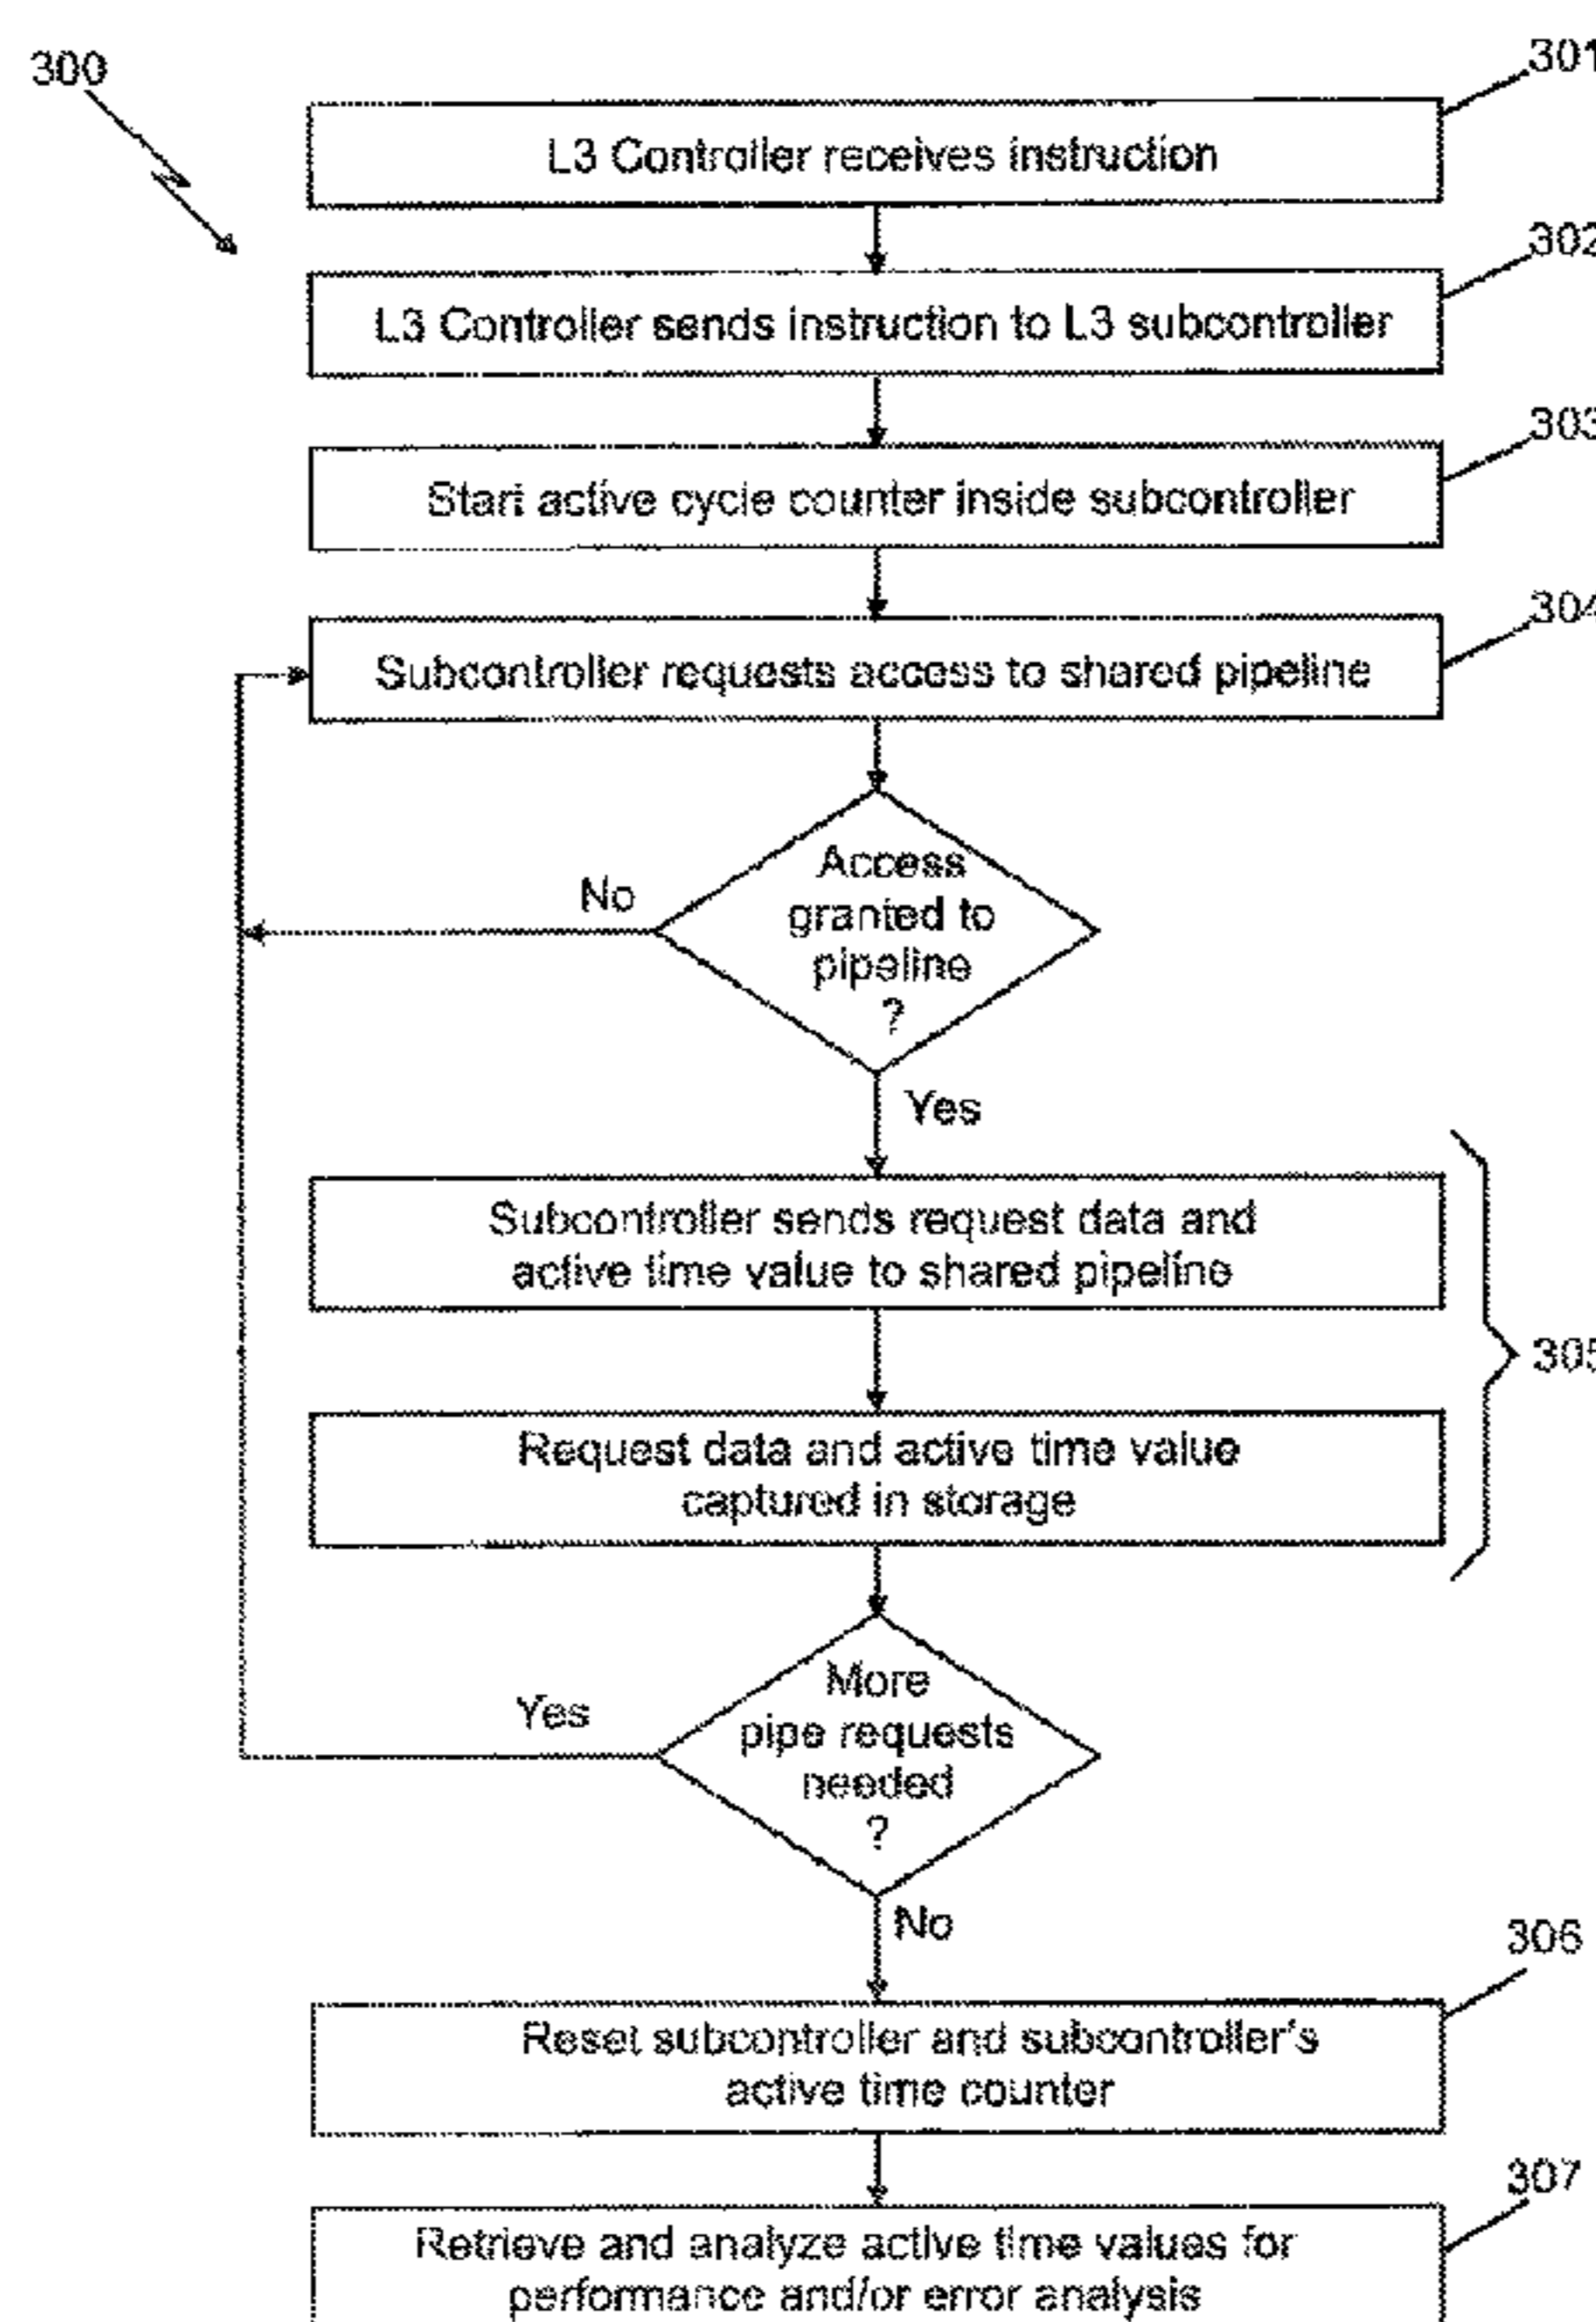 300
301
L3 Controller receives instruction
302
L3 Controller sends instruction to L3 subcontroller
303
Start active cycle counter inside subcontroller
304
Subcontroller requests access to shared pipeline
Access
granted to
pipeline
?
No
Yes
Subcontroller sends request data and
active time value to shared pipeline
305
Request data and active time value
captured in storage
More
pipe requests
needed
?
Yes
No
306
Reset subcontroller and subcontroller's
active time counter
307
Retrieve and analyze active time values for
performance and/or error analysis